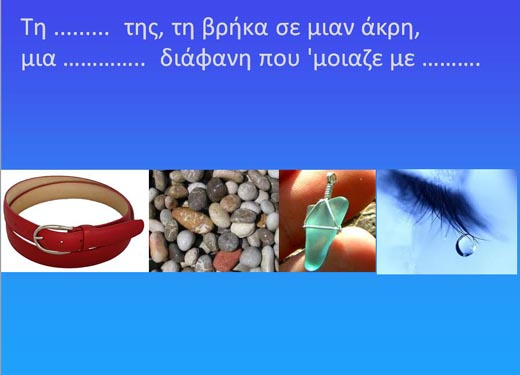 Τη ......... της, τη βρήκα σε μιαν άκρη,
μια .............. διάφανη που 'μοιαζε με ..........